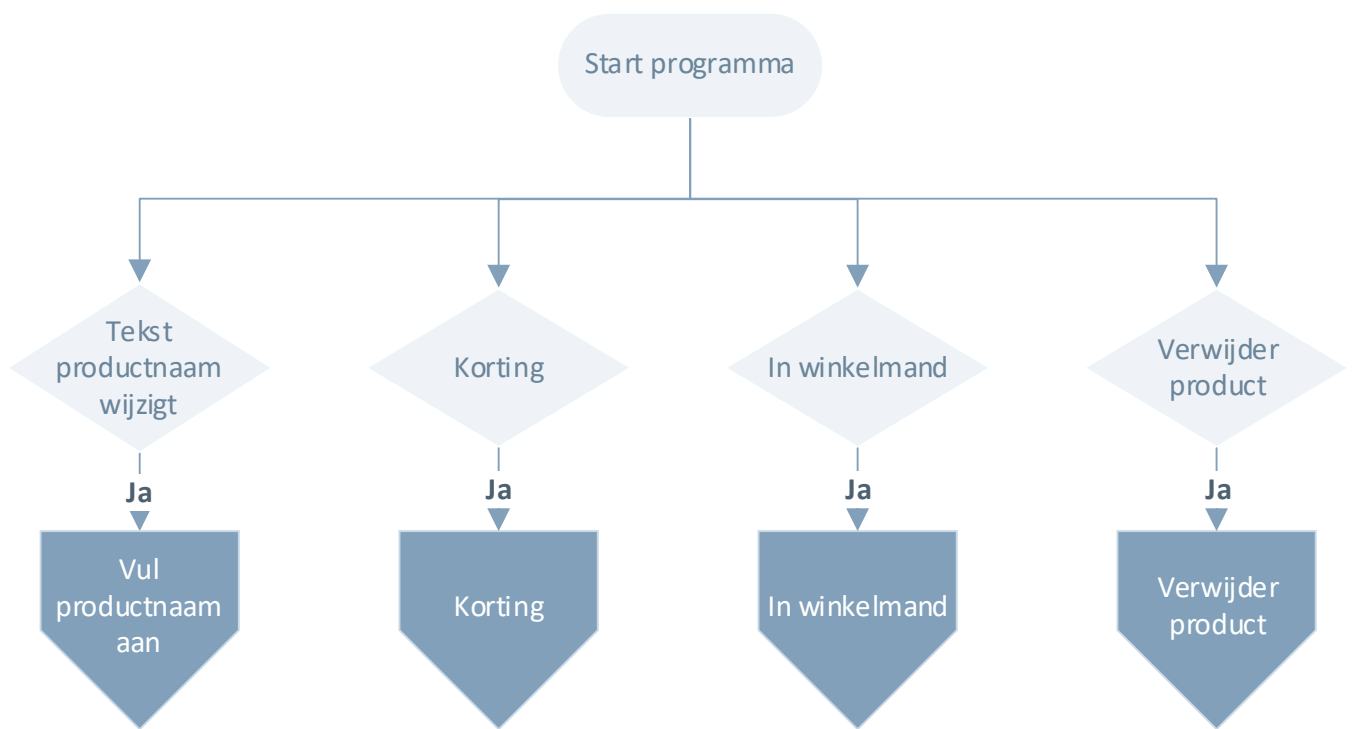 Start programma
Tekst
productnaam
wijzigt
Korting
In winkelmand
Verwijder
product
Ja
Ja
Ja
Ja
Vul
productnaam
aan
Korting
In winkelmand
Verwijder
product